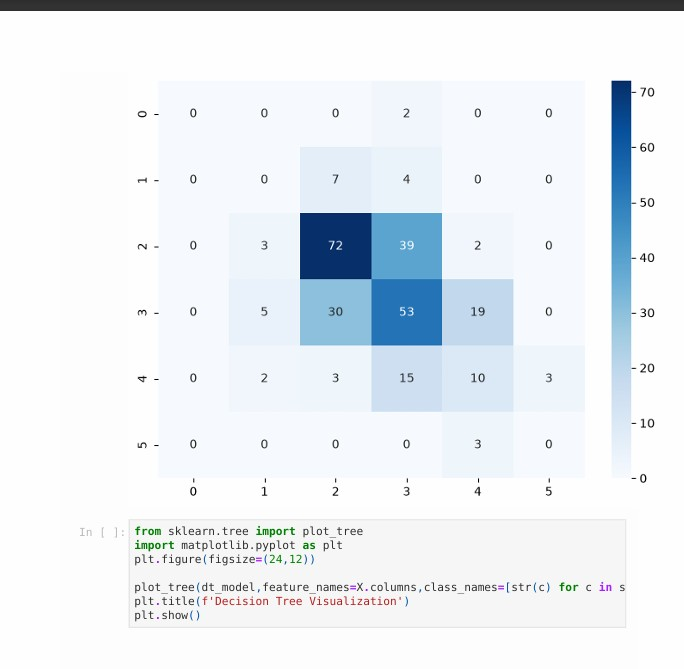 0 0 0 0 2 0 0
1 0 0 7 4 0 0
2 0 3 72 39 2 0
3 0 5 30 53 19 0
4 0 2 3 15 10 3
5 0 0 0 0 3 0
0 1 2 3 4 5
70
60
50
40
30
20
10
0
In [ ]:
from sklearn.tree import plot_tree
import matplotlib.pyplot as plt
plt.figure(figsize=(24,12))
plot_tree(dt_model,feature_names=X.columns,class_names=[str(c) for c in s
plt.title(f'Decision Tree Visualization')
plt.show()